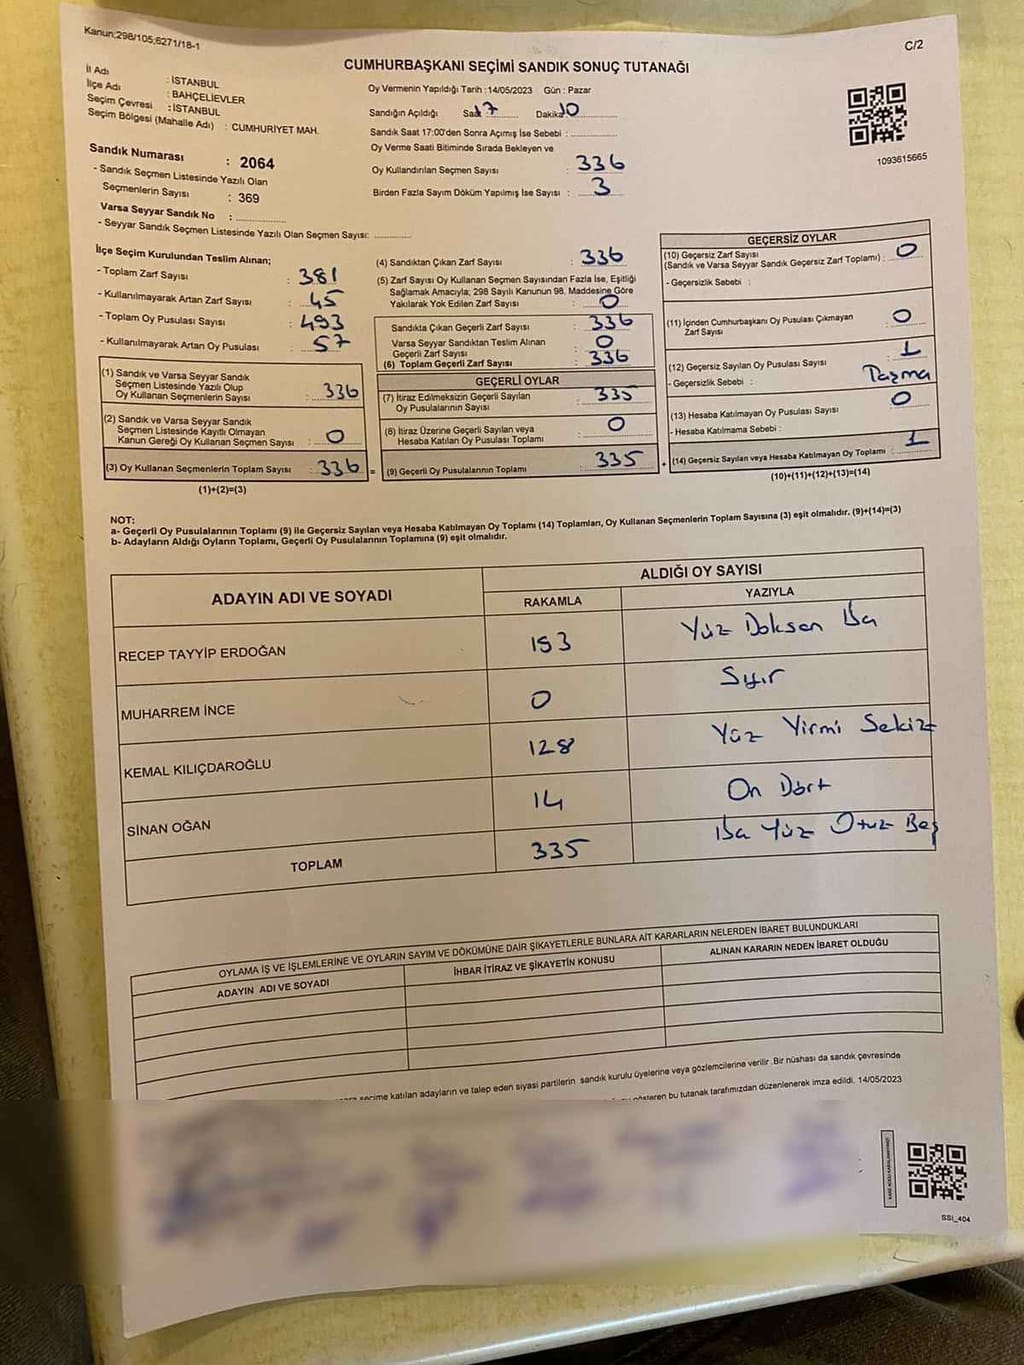 Kanun;298/105;6271/18-1
C/2
CUMHURBAŞKANI SEÇİMİ SANDIK SONUÇ TUTANAĞI
İl Adı : İSTANBUL
İlçe Adı : BAHÇELİEVLER
Seçim Çevresi : İSTANBUL
Seçim Bölgesi (Mahalle Adı) : CUMHURİYET MAH.
Sandık Numarası : 2064
- Sandık Seçmen Listesinde Yazılı Olan
Seçmenlerin Sayısı : 369
Varsa Seyyar Sandık No :
- Seyyar Sandık Seçmen Listesinde Yazılı Olan Seçmen Sayısı:
Oy Vermenin Yapıldığı Tarih :14/05/2023 Gün : Pazar
Sandığın Açıldığı Saat 17 Dakika 10
Sandık Saat 17:00'den Sonra Açımış İse Sebebi :
Oy Verme Saati Bitiminde Sırada Bekleyen ve
Oy Kullandırılan Seçmen Sayısı : 336
Birden Fazla Sayım Döküm Yapılmış İse Sayısı : 3
1093615665
İlçe Seçim Kurulundan Teslim Alınan;
- Toplam Zarf Sayısı : 381
- Kullanılmayarak Artan Zarf Sayısı : 45
- Toplam Oy Pusulası Sayısı : 493
- Kullanılmayarak Artan Oy Pusulası : 57
(1) Sandık ve Varsa Seyyar Sandık
Seçmen Listesinde Yazılı Olup
Oy Kullanan Seçmenlerin Sayısı : 336
(2) Sandık ve Varsa Seyyar Sandık
Seçmen Listesinde Kayıtlı Olmayan
Kanun Gereği Oy Kullanan Seçmen Sayısı : 0
(3) Oy Kullanan Seçmenlerin Toplam Sayısı : 336 =
(1)+(2)=(3)
(4) Sandıktan Çıkan Zarf Sayısı : 336
(5) Zarf Sayısı Oy Kullanan Seçmen Sayısından Fazla İse, Eşitliği
Sağlamak Amacıyla; 298 Sayılı Kanunun 98. Maddesine Göre
Yakılarak Yok Edilen Zarf Sayısı : 0
Sandıkta Çıkan Geçerli Zarf Sayısı : 336
Varsa Seyyar Sandıktan Teslim Alınan
Geçerli Zarf Sayısı : 0
(6) Toplam Geçerli Zarf Sayısı : 336
GEÇERLİ OYLAR
(7) İtiraz Edilmeksizin Geçerli Sayılan
Oy Pusulalarının Sayısı : 335
(8) İtiraz Üzerine Geçerli Sayılan veya
Hesaba Katılan Oy Pusulası Toplamı : 0
(9) Geçerli Oy Pusulalarının Toplamı : 335 +
GEÇERSİZ OYLAR
(10) Geçersiz Zarf Sayısı
(Sandık ve Varsa Seyyar Sandık Geçersiz Zarf Toplamı) : 0
- Geçersizlik Sebebi :
(11) İçinden Cumhurbaşkanı Oy Pusulası Çıkmayan
Zarf Sayısı : 0
(12) Geçersiz Sayılan Oy Pusulası Sayısı : 1
- Geçersizlik Sebebi :
(13) Hesaba Katılmayan Oy Pusulası Sayısı : 0
- Hesaba Katılmama Sebebi :
(14) Geçersiz Sayılan veya Hesaba Katılmayan Oy Toplamı : 1
(10)+(11)+(12)+(13)=(14)
NOT:
a- Geçerli Oy Pusulalarının Toplamı (9) ile Geçersiz Sayılan veya Hesaba Katılmayan Oy Toplamı (14) Toplamları, Oy Kullanan Seçmenlerin Toplam Sayısına (3) eşit olmalıdır. (9)+(14)=(3)
b- Adayların Aldığı Oyların Toplamı, Geçerli Oy Pusulalarının Toplamına (9) eşit olmalıdır.
ADAYIN ADI VE SOYADI
ALDIĞI OY SAYISI
RAKAMLA YAZIYLA
RECEP TAYYİP ERDOĞAN 193 Yüz Doksan
MUHARREM İNCE 0 Sıfır
KEMAL KILIÇDAROĞLU 128 Yüz Yirmi Sekiz
SİNAN OĞAN 14 On Dört
TOPLAM 335 Yüz Otuz Beş
OYLAMA İŞ VE İŞLEMLERİNE VE OYLARIN SAYIM VE DÖKÜMÜNE DAİR ŞİKAYETLERLE BUNLARA AİT KARARLARIN NELERDEN İBARET BULUNDUKLARI
ADAYIN ADI VE SOYADI İHBAR İTİRAZ VE ŞİKAYETİN KONUSU ALINAN KARARIN NEDEN İBARET OLDUĞU
seçime katılan adayların ve talep eden siyasi partilerin sandık kurulu üyelerine veya gözlemcilerine verilir .Bir nüshası da sandık çevresinde
gösteren bu tutanak tarafımızdan düzenlenerek imza edildi. 14/05/2023
SSİ_404